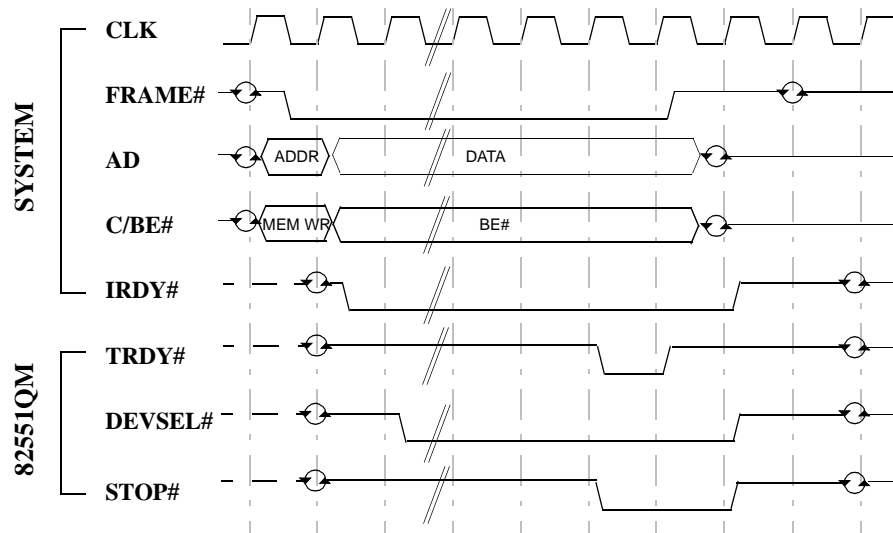 SYSTEM
CLK
FRAME#
AD
ADDR
DATA
C/BE#
MEM WR
BE#
IRDY#
82551QM
TRDY#
DEVSEL#
STOP#